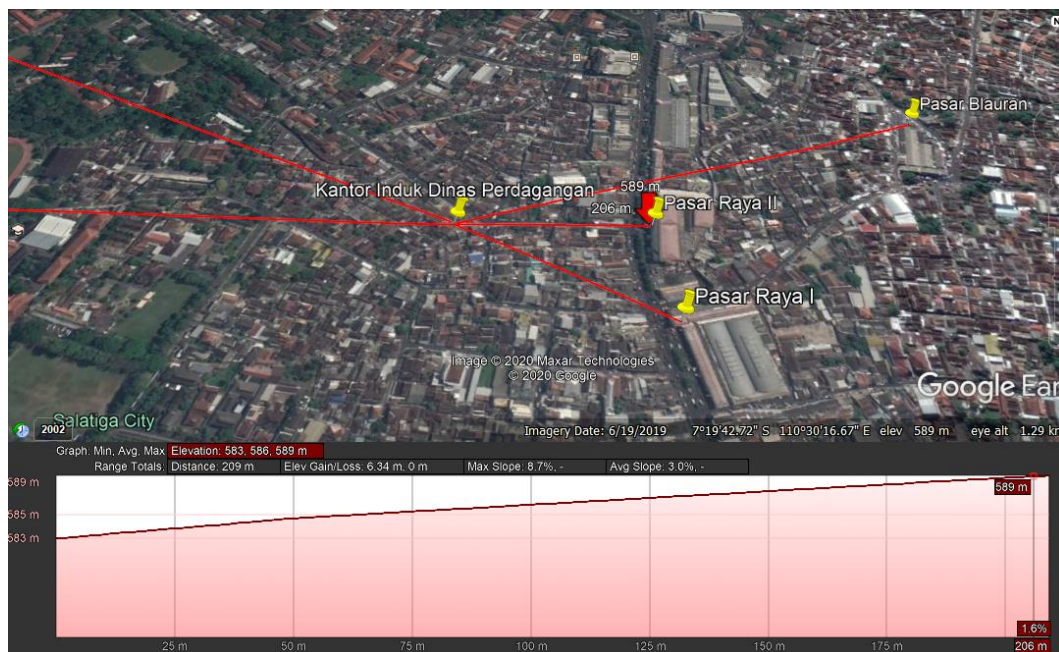 N
Pasar Blauran
Kantor Induk Dinas Perdagangan
589 m
206 m
Pasar Raya II
Pasar Raya I
Image © 2020 Maxar Technologies
© 2020 Google
Google Ear
Salatiga City
2002
Imagery Date: 6/19/2019 7°19'42.72" S 110°30'16.67" E elev 589 m eye alt 1.29 km
Graph: Min, Avg, Max Elevation: 583, 586, 589 m
Range Totals: Distance: 209 m Elev Gain/Loss: 6.34 m, 0 m Max Slope: 8.7%, - Avg Slope: 3.0%, -
589 m
589 m
585 m
583 m
1.6%
25 m 50 m 75 m 100 m 125 m 150 m 175 m 206 m